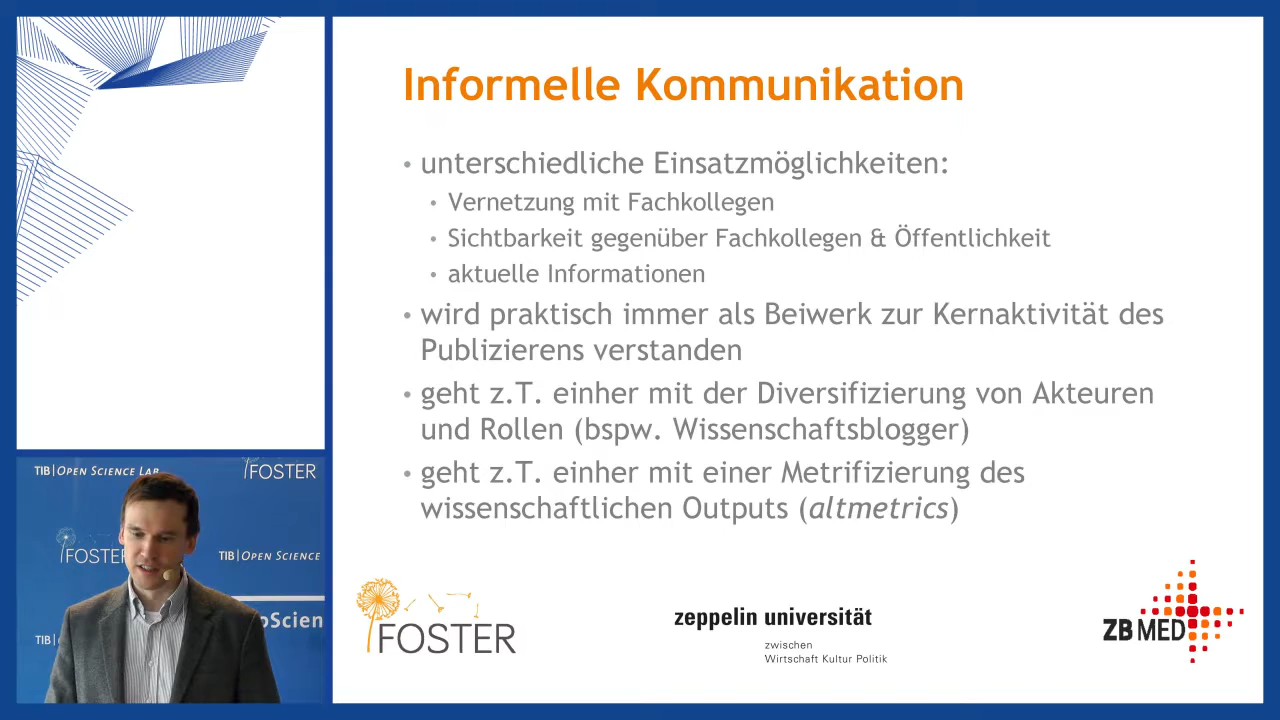 Informelle Kommunikation
• unterschiedliche Einsatzmöglichkeiten:
• Vernetzung mit Fachkollegen
• Sichtbarkeit gegenüber Fachkollegen & Öffentlichkeit
• aktuelle Informationen
• wird praktisch immer als Beiwerk zur Kernaktivität des
Publizierens verstanden
• geht z.T. einher mit der Diversifizierung von Akteuren
und Rollen (bspw. Wissenschaftsblogger)
• geht z.T. einher mit einer Metrifizierung des
wissenschaftlichen Outputs (altmetrics)
FOSTER
zeppelin universität
zwischen
Wirtschaft Kultur Politik
ZB MED
TIB|OPEN SCIENCE LAB
FOSTER
FOSTER
TIB|OPEN SCIENCE
oScien
TIB|